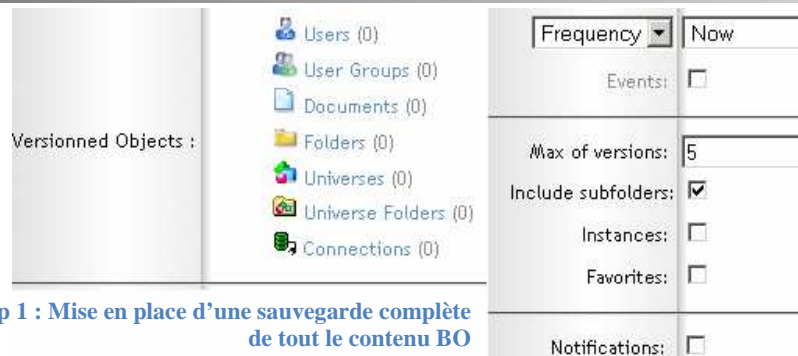 Users (0)
User Groups (0)
Documents (0)
Versionned Objects :
Folders (0)
Universes (0)
Universe Folders (0)
Connections (0)
p 1 : Mise en place d’une sauvegarde complète
de tout le contenu BO
Frequency
Now
Events:
Max of versions:
5
Include subfolders:
Instances:
Favorites:
Notifications: